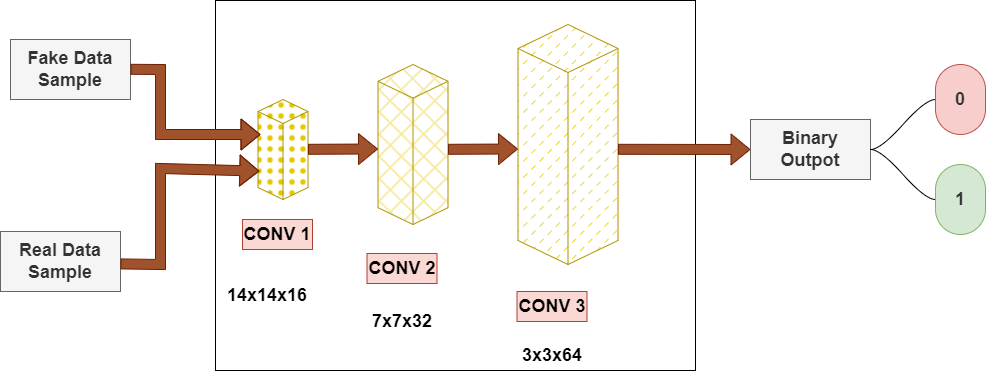 Fake Data
Sample
Real Data
Sample
CONV 1
14x14x16
CONV 2
7x7x32
CONV 3
3x3x64
Binary
Outpot
0
1